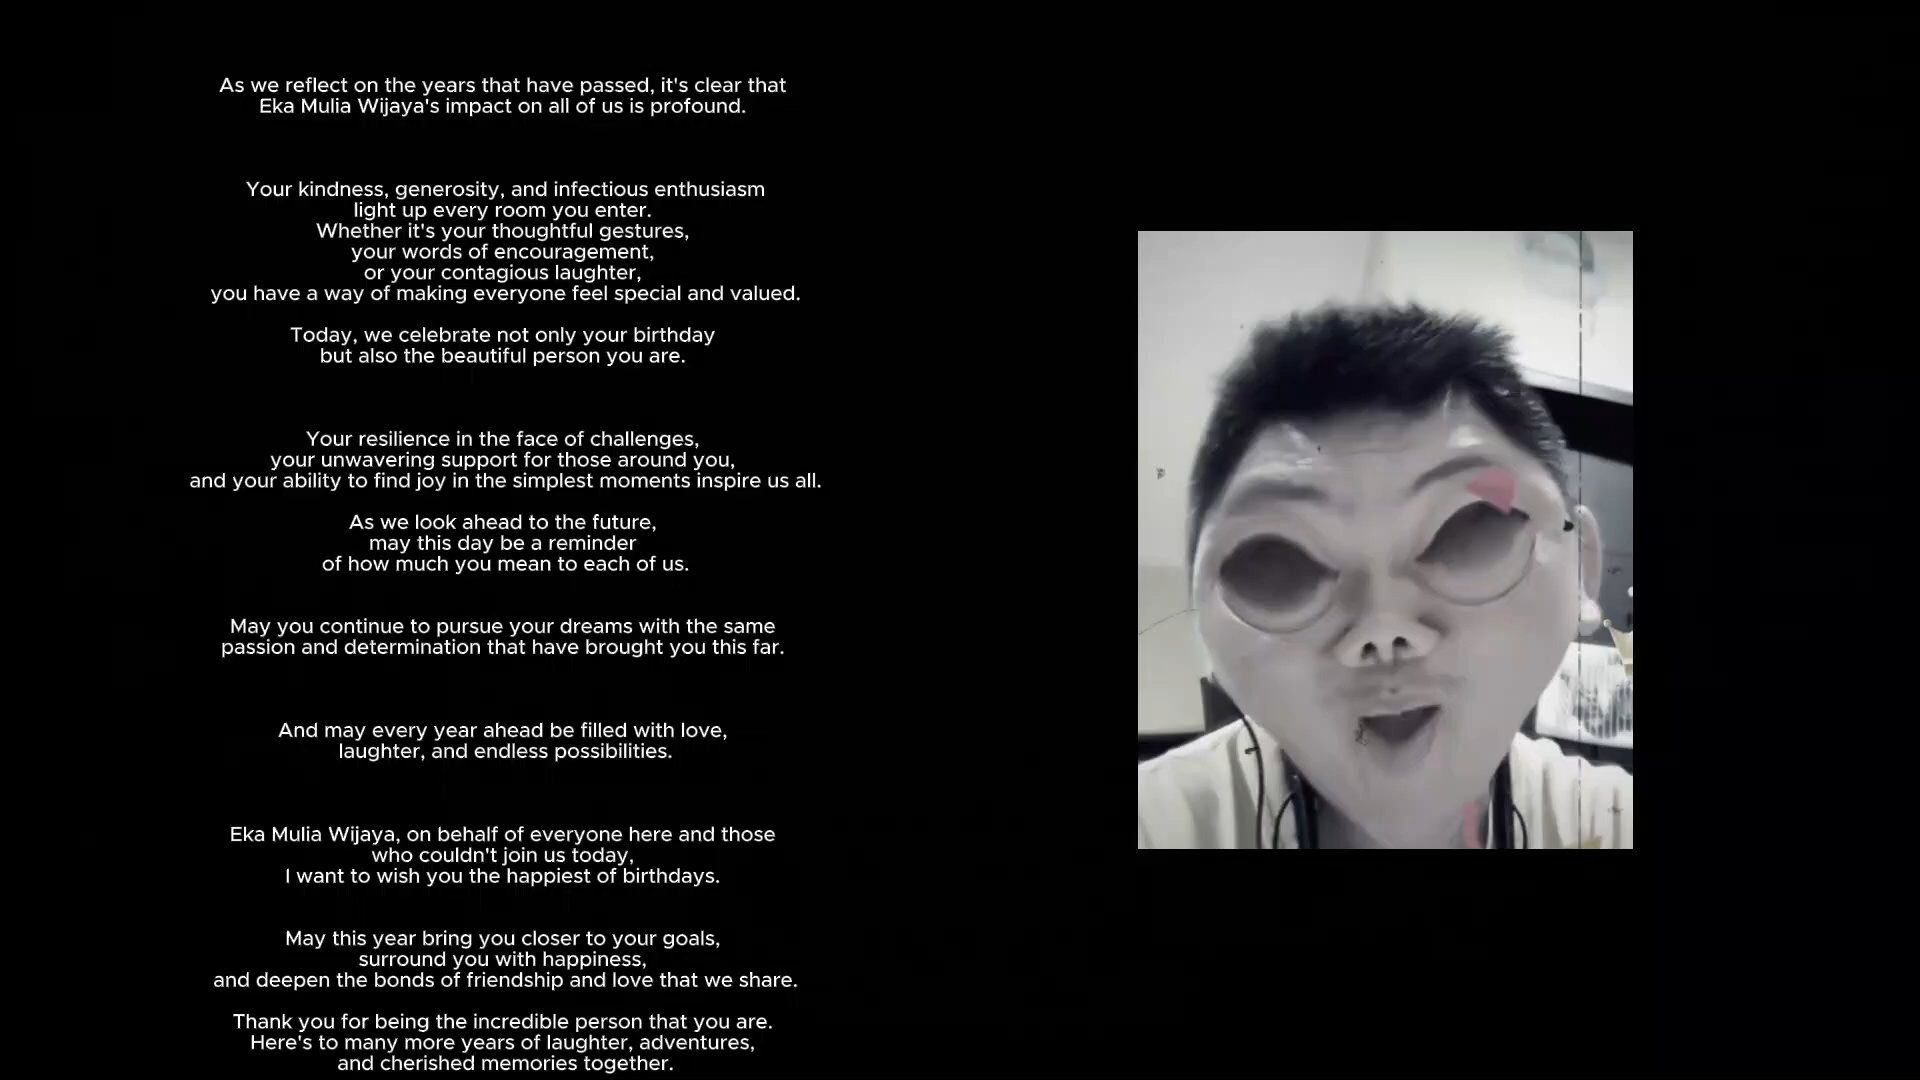 As we reflect on the years that have passed, it's clear that
Eka Mulia Wijaya's impact on all of us is profound.
Your kindness, generosity, and infectious enthusiasm
light up every room you enter.
Whether it's your thoughtful gestures,
your words of encouragement,
or your contagious laughter,
you have a way of making everyone feel special and valued.
Today, we celebrate not only your birthday
but also the beautiful person you are.
Your resilience in the face of challenges,
your unwavering support for those around you,
and your ability to find joy in the simplest moments inspire us all.
As we look ahead to the future,
may this day be a reminder
of how much you mean to each of us.
May you continue to pursue your dreams with the same
passion and determination that have brought you this far.
And may every year ahead be filled with love,
laughter, and endless possibilities.
Eka Mulia Wijaya, on behalf of everyone here and those
who couldn't join us today,
I want to wish you the happiest of birthdays.
May this year bring you closer to your goals,
surround you with happiness,
and deepen the bonds of friendship and love that we share.
Thank you for being the incredible person that you are.
Here's to many more years of laughter, adventures,
and cherished memories together.